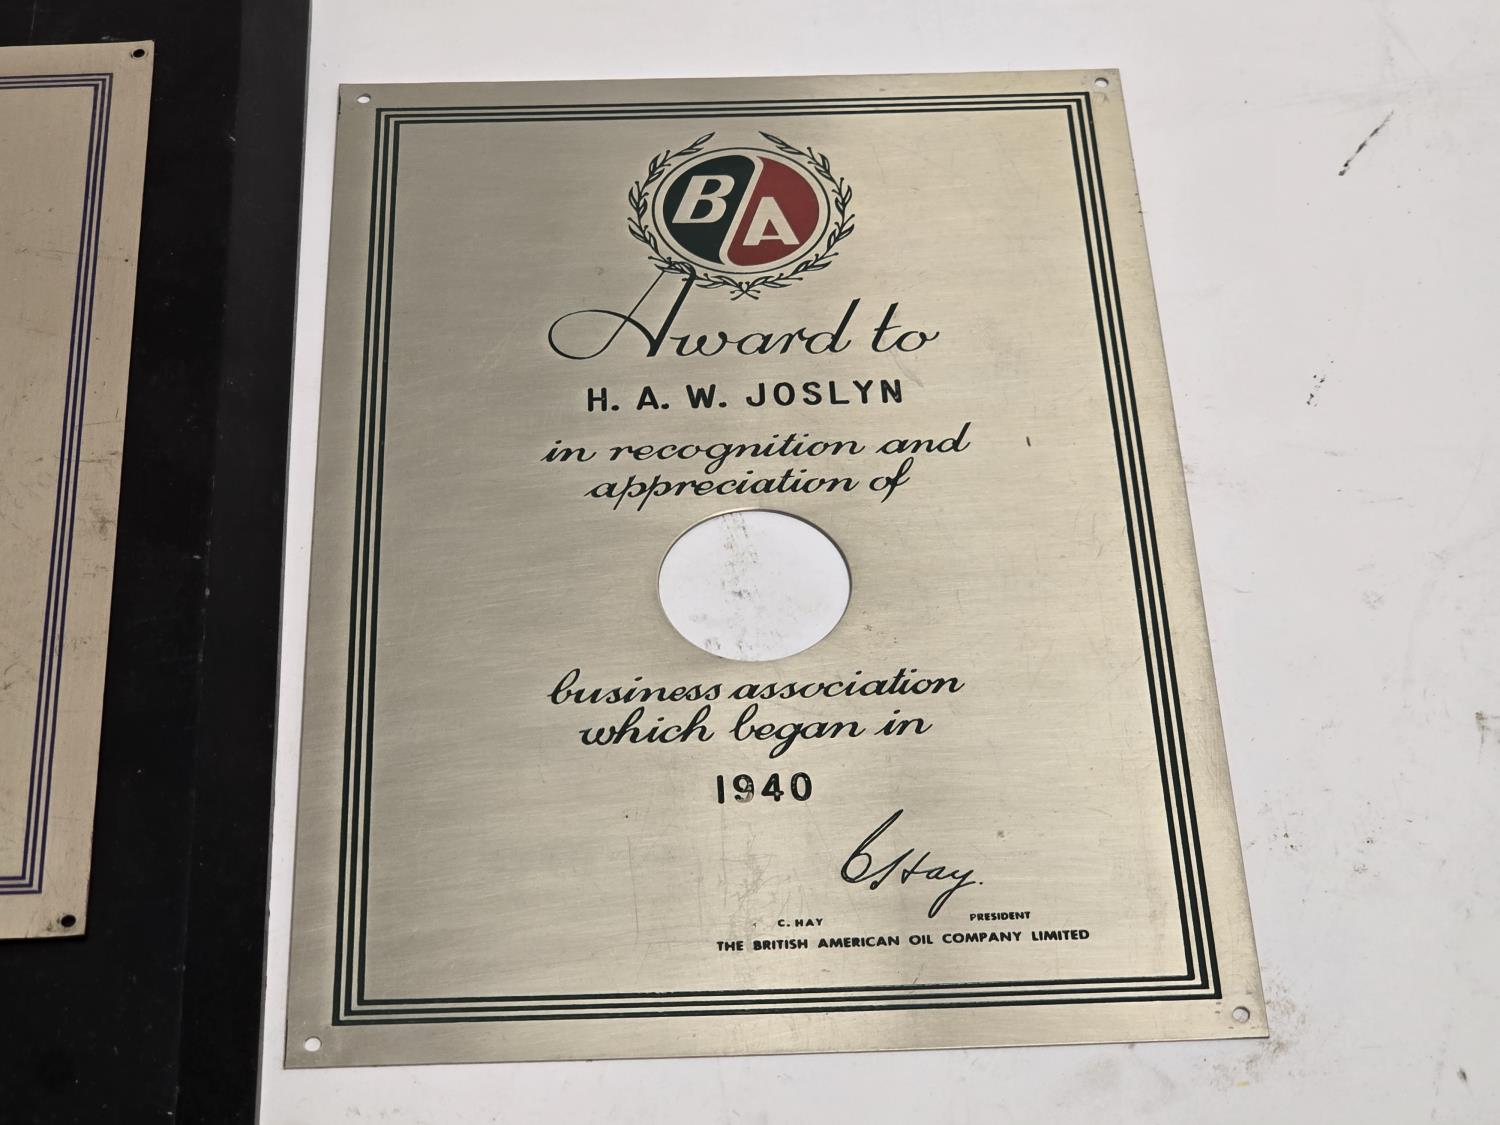 BA
Award to
H. A. W. JOSLYN
in recognition and
appreciation of
business association
which began in
1940
C Hay.
C. HAY PRESIDENT
THE BRITISH AMERICAN OIL COMPANY LIMITED